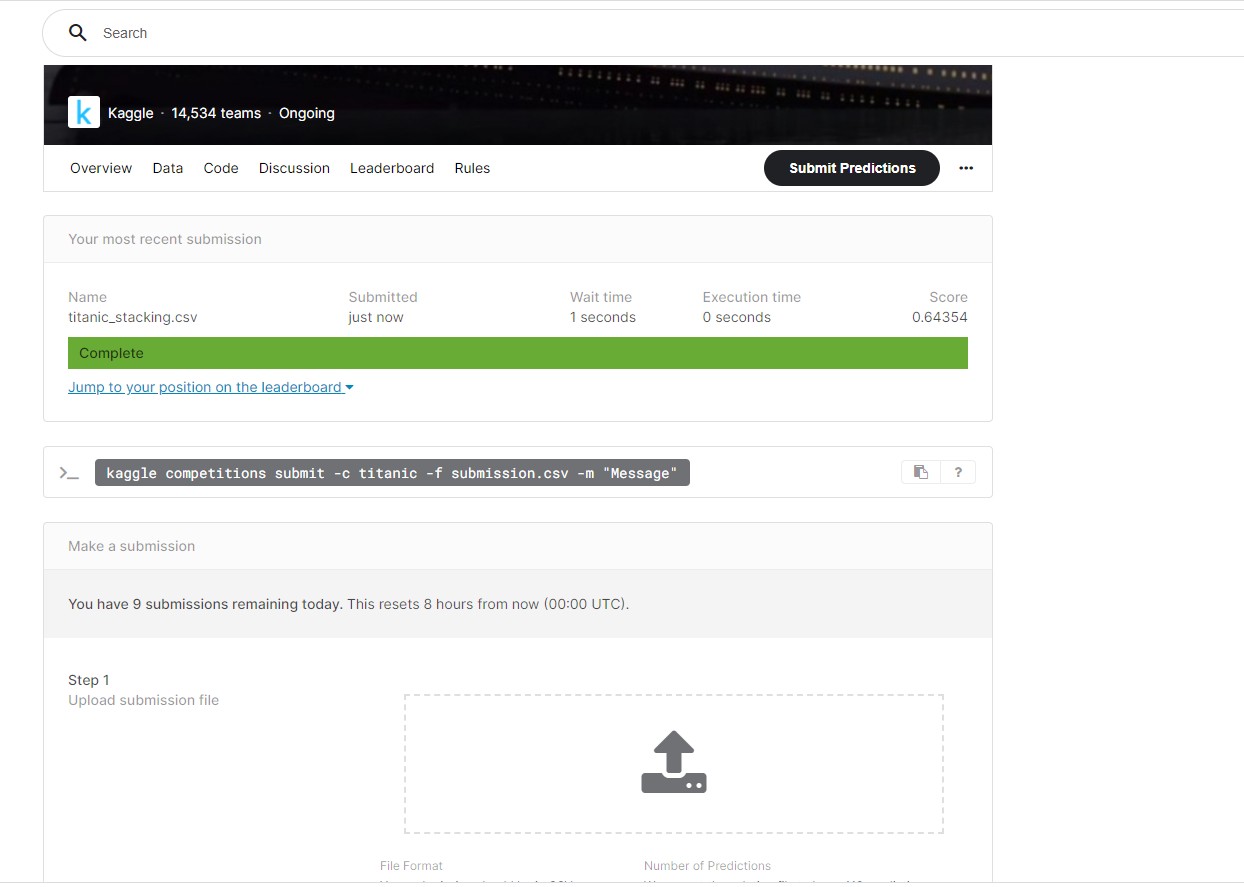 Search
k Kaggle · 14,534 teams · Ongoing
Overview Data Code Discussion Leaderboard Rules Submit Predictions ...
Your most recent submission
Name Submitted Wait time Execution time Score
titanic_stacking.csv just now 1 seconds 0 seconds 0.64354
Complete
Jump to your position on the leaderboard
>_ kaggle competitions submit -c titanic -f submission.csv -m "Message" ?
Make a submission
You have 9 submissions remaining today. This resets 8 hours from now (00:00 UTC).
Step 1
Upload submission file
File Format Number of Predictions